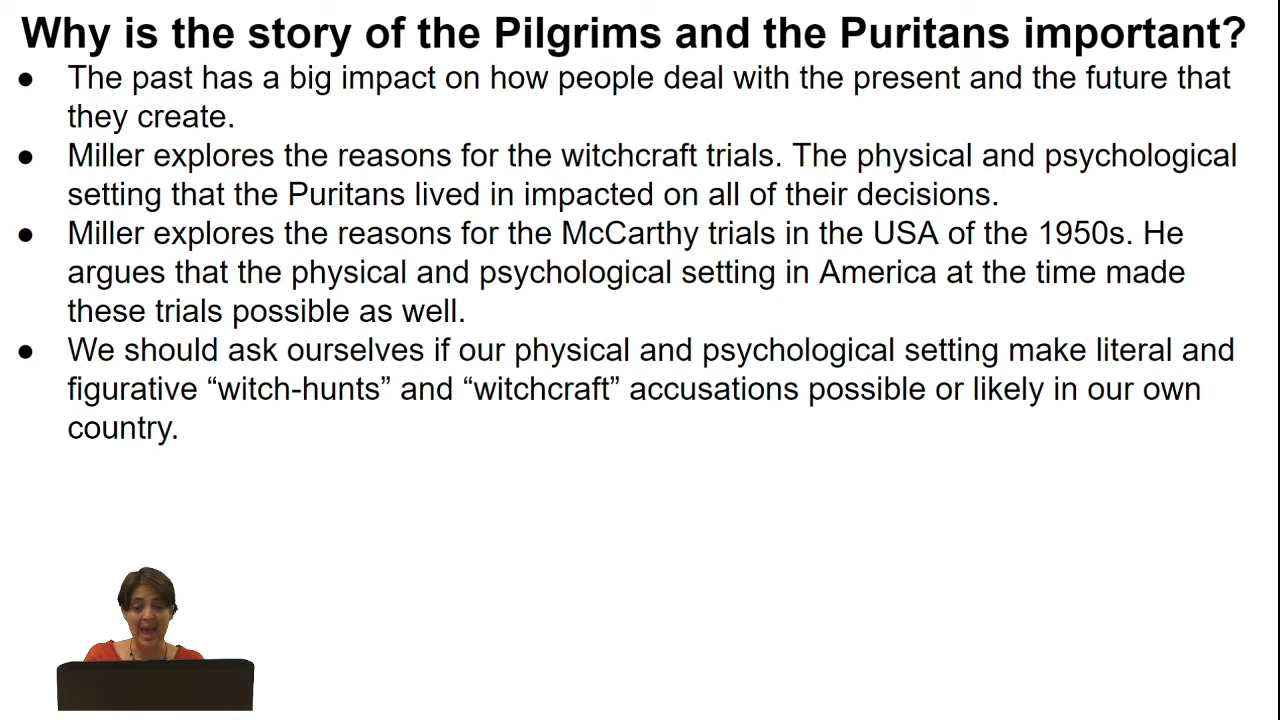 Why is the story of the Pilgrims and the Puritans important?
● The past has a big impact on how people deal with the present and the future that
they create.
● Miller explores the reasons for the witchcraft trials. The physical and psychological
setting that the Puritans lived in impacted on all of their decisions.
● Miller explores the reasons for the McCarthy trials in the USA of the 1950s. He
argues that the physical and psychological setting in America at the time made
these trials possible as well.
● We should ask ourselves if our physical and psychological setting make literal and
figurative “witch-hunts” and “witchcraft” accusations possible or likely in our own
country.